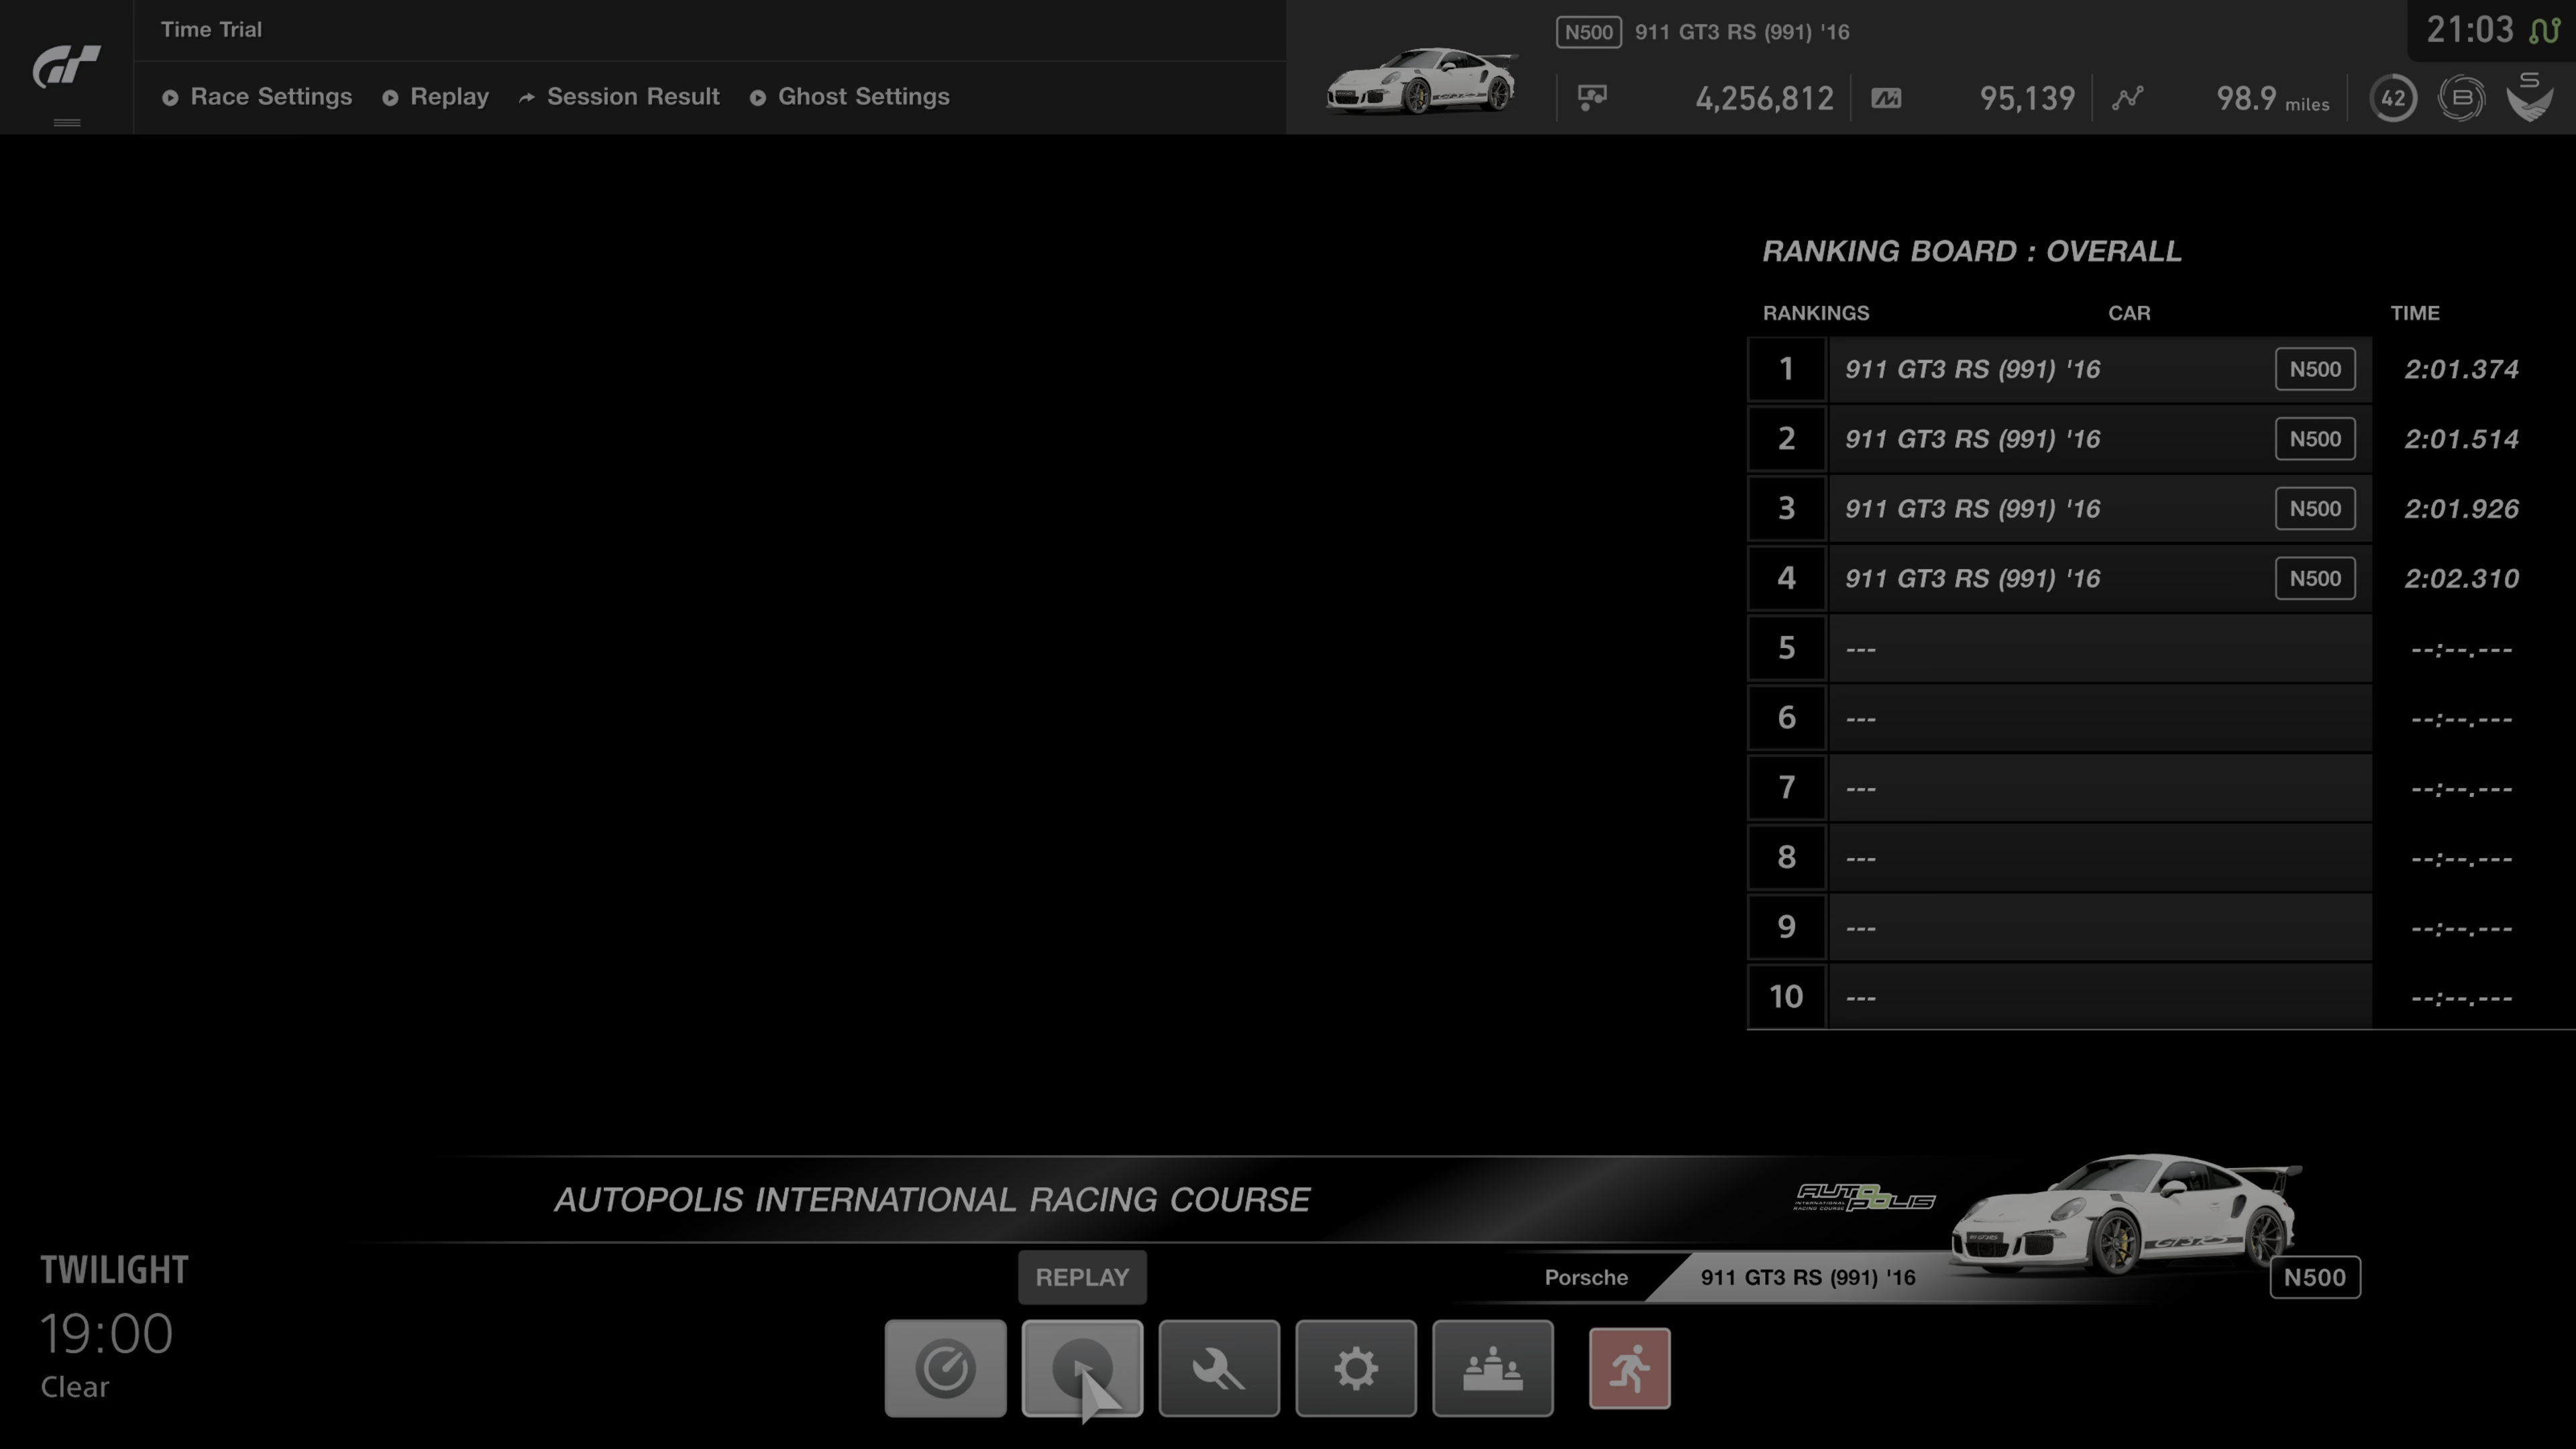 Time Trial
N500 911 GT3 RS (991) '16
21:03
Race Settings Replay Session Result Ghost Settings
4,256,812 95,139 98.9 miles 42 B S
RANKING BOARD : OVERALL
RANKINGS CAR TIME
1 911 GT3 RS (991) '16 N500 2:01.374
2 911 GT3 RS (991) '16 N500 2:01.514
3 911 GT3 RS (991) '16 N500 2:01.926
4 911 GT3 RS (991) '16 N500 2:02.310
5 --- --:--.---
6 --- --:--.---
7 --- --:--.---
8 --- --:--.---
9 --- --:--.---
10 --- --:--.---
AUTOPOLIS INTERNATIONAL RACING COURSE
AUTOPOLIS
INTERNATIONAL
RACING COURSE
TWILIGHT
REPLAY
Porsche 911 GT3 RS (991) '16 N500
19:00
Clear